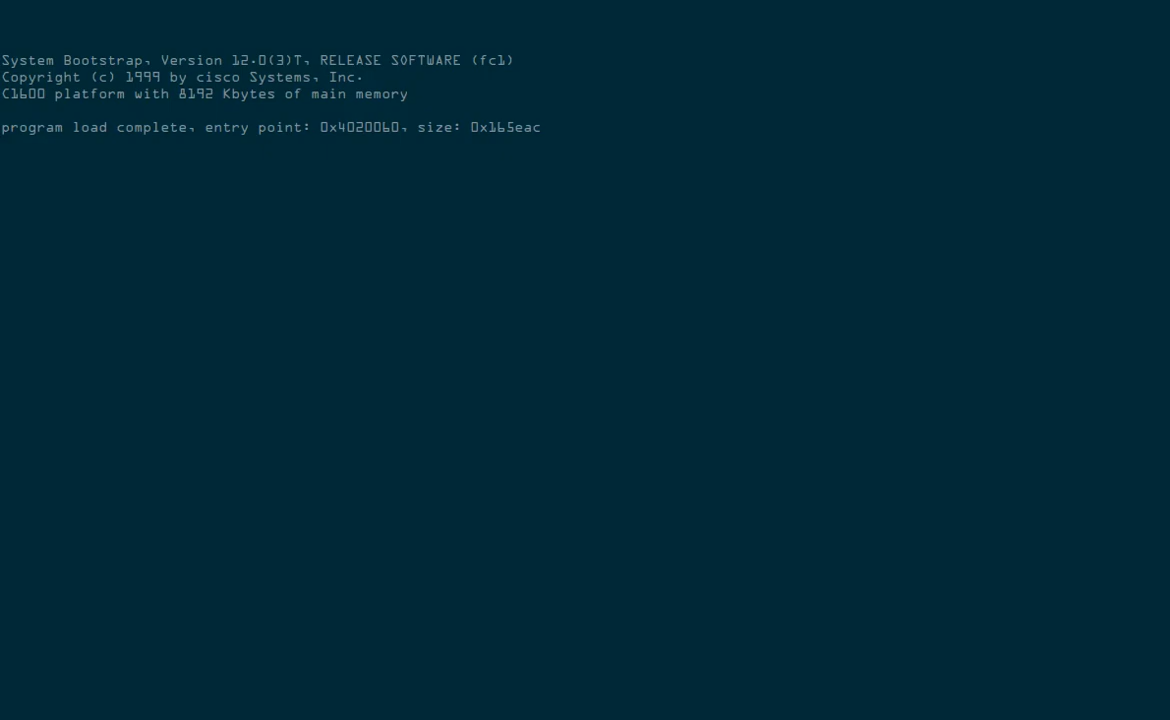 System Bootstrap, Version 12.0(3)T, RELEASE SOFTWARE (fc1)
Copyright (c) 1999 by cisco Systems, Inc.
C1600 platform with 8192 Kbytes of main memory
program load complete, entry point: 0x4020060, size: 0x165eac